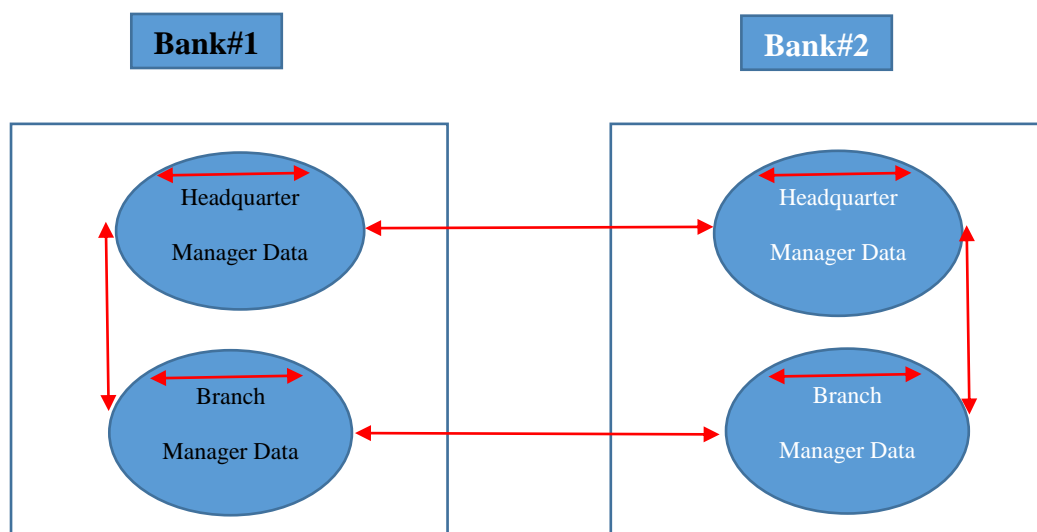 Bank#1
Bank#2
Headquarter
Manager Data
Headquarter
Manager Data
Branch
Manager Data
Branch
Manager Data